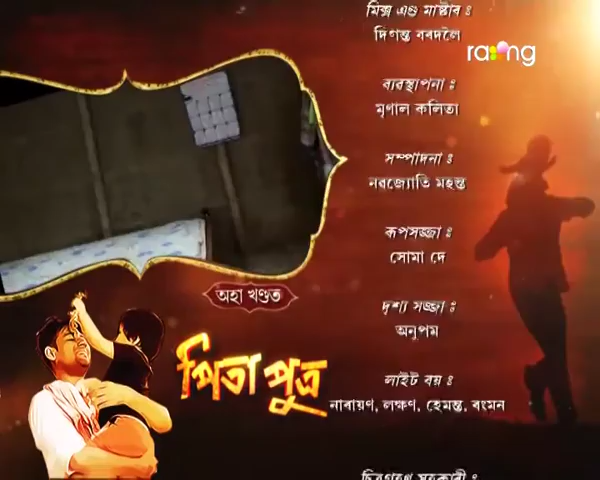 মিক্স এণ্ড মাষ্টাৰ ঃ
দিগন্ত বৰদলৈ
rang
ব্যৱস্থাপনা ঃ
মৃণাল কলিতা
সম্পাদনা ঃ
নৱজ্যোতি মহন্ত
ৰূপসজ্জা ঃ
সোমা দে
অহা খণ্ডত
দৃশ্য সজ্জা ঃ
অনুপম
পিতা পুত্ৰ
লাইট বয় ঃ
নাৰায়ণ, লক্ষণ, হেমন্ত, ৰংমন